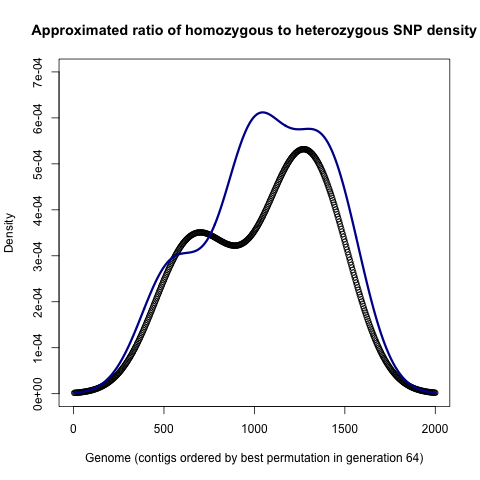 Approximated ratio of homozygous to heterozygous SNP density
7e-04
6e-04
5e-04
4e-04
3e-04
2e-04
1e-04
0e+00
Density
0 500 1000 1500 2000
Genome (contigs ordered by best permutation in generation 64)